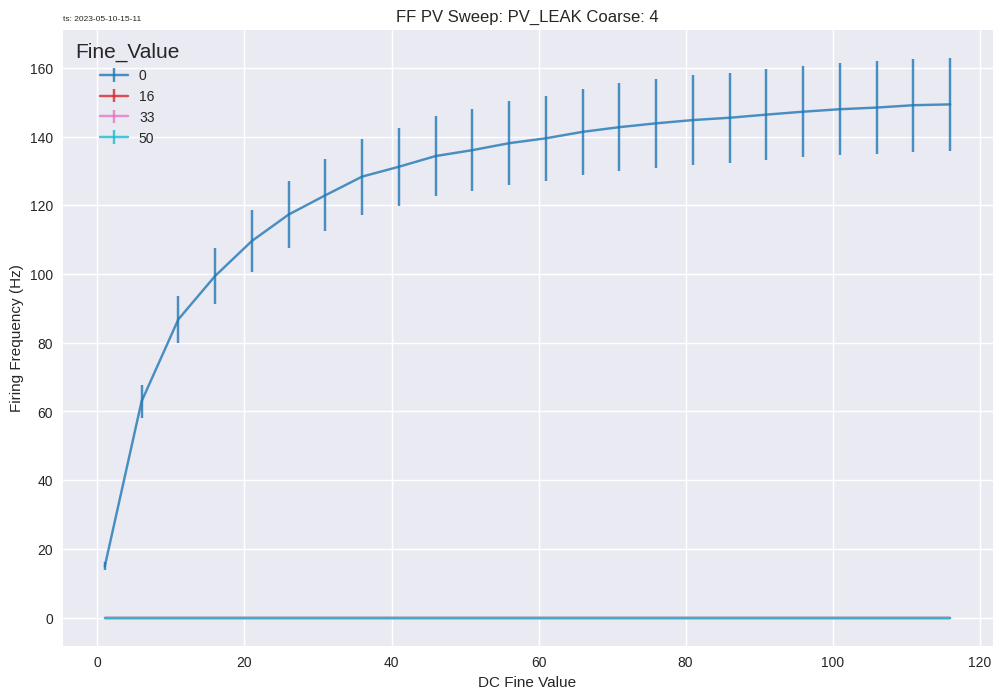 ts: 2023-05-10-15-11
FF PV Sweep: PV_LEAK Coarse: 4
Fine_Value
0
16
33
50
160
140
120
100
80
60
40
20
0
Firing Frequency (Hz)
0 20 40 60 80 100 120
DC Fine Value